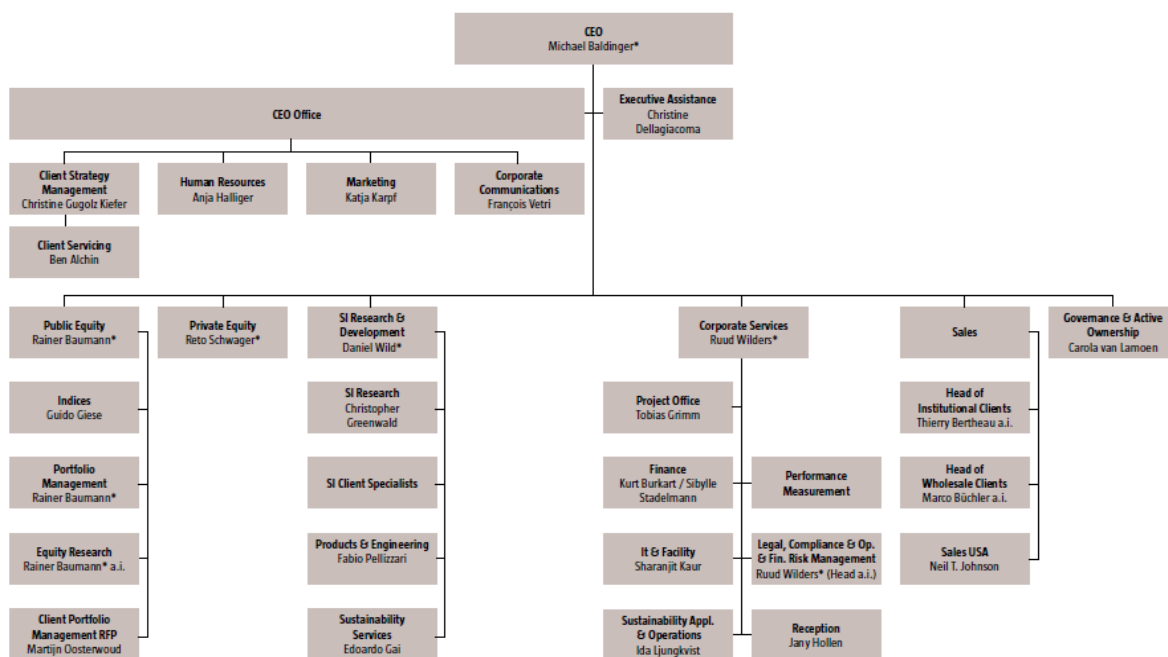 CEO
Michael Baldinger*
CEO Office
Executive Assistance
Christine
Dellagiacoma
Client Strategy
Management
Christine Gugolz Kiefer
Human Resources
Anja Halliger
Marketing
Katja Karpf
Corporate
Communications
François Vetri
Client Servicing
Ben Alchin
Public Equity
Rainer Baumann*
Private Equity
Reto Schwager*
SI Research &
Development
Daniel Wild*
Corporate Services
Ruud Wilders*
Sales
Governance & Active
Ownership
Carola van Lamoen
Indices
Guido Giese
SI Research
Christopher
Greenwald
Project Office
Tobias Grimm
Head of
Institutional Clients
Thierry Bertheau a.i.
Portfolio
Management
Rainer Baumann*
SI Client Specialists
Finance
Kurt Burkart / Sibylle
Stadelmann
Performance
Measurement
Head of
Wholesale Clients
Marco Büchler a.i.
Equity Research
Rainer Baumann* a.i.
Products & Engineering
Fabio Pellizzari
It & Facility
Sharanjit Kaur
Legal, Compliance & Op.
& Fin. Risk Management
Ruud Wilders* (Head a.i.)
Sales USA
Neil T. Johnson
Client Portfolio
Management RFP
Martijn Oosterwoud
Sustainability
Services
Edoardo Gai
Sustainability Appl.
& Operations
Ida Ljungkvist
Reception
Jany Hollen